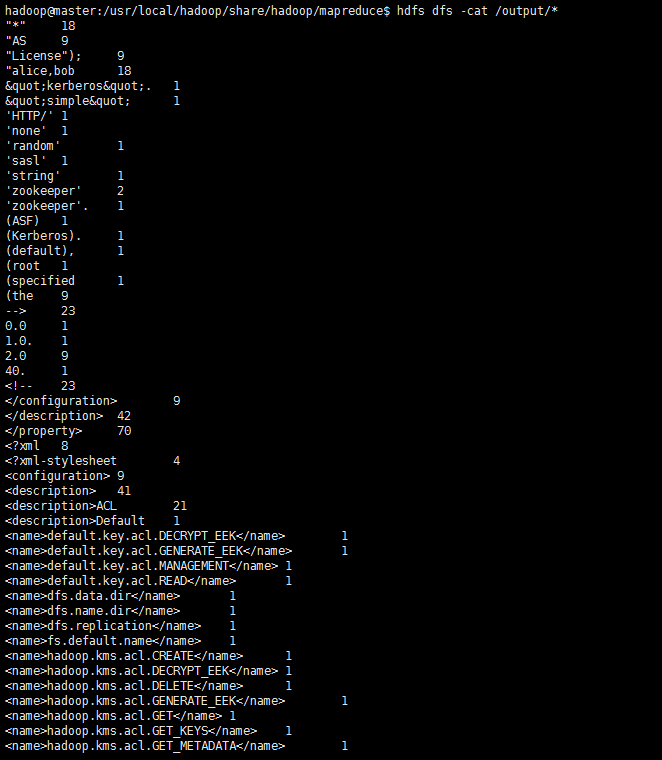 hadoop@master:/usr/local/hadoop/share/hadoop/mapreduce$ hdfs dfs -cat /output/*
"*" 18
"AS 9
"License"); 9
"alice,bob 18
&quot;kerberos&quot;. 1
&quot;simple&quot; 1
'HTTP/' 1
'none' 1
'random' 1
'sasl' 1
'string' 1
'zookeeper' 2
'zookeeper'. 1
(ASF) 1
(Kerberos). 1
(default), 1
(root 1
(specified 1
(the 9
--> 23
0.0 1
1.0. 1
2.0 9
40. 1
<!-- 23
</configuration> 9
</description> 42
</property> 70
<?xml 8
<?xml-stylesheet 4
<configuration> 9
<description> 41
<description>ACL 21
<description>Default 1
<name>default.key.acl.DECRYPT_EEK</name> 1
<name>default.key.acl.GENERATE_EEK</name> 1
<name>default.key.acl.MANAGEMENT</name> 1
<name>default.key.acl.READ</name> 1
<name>dfs.data.dir</name> 1
<name>dfs.name.dir</name> 1
<name>dfs.replication</name> 1
<name>fs.default.name</name> 1
<name>hadoop.kms.acl.CREATE</name> 1
<name>hadoop.kms.acl.DECRYPT_EEK</name> 1
<name>hadoop.kms.acl.DELETE</name> 1
<name>hadoop.kms.acl.GENERATE_EEK</name> 1
<name>hadoop.kms.acl.GET</name> 1
<name>hadoop.kms.acl.GET_KEYS</name> 1
<name>hadoop.kms.acl.GET_METADATA</name> 1